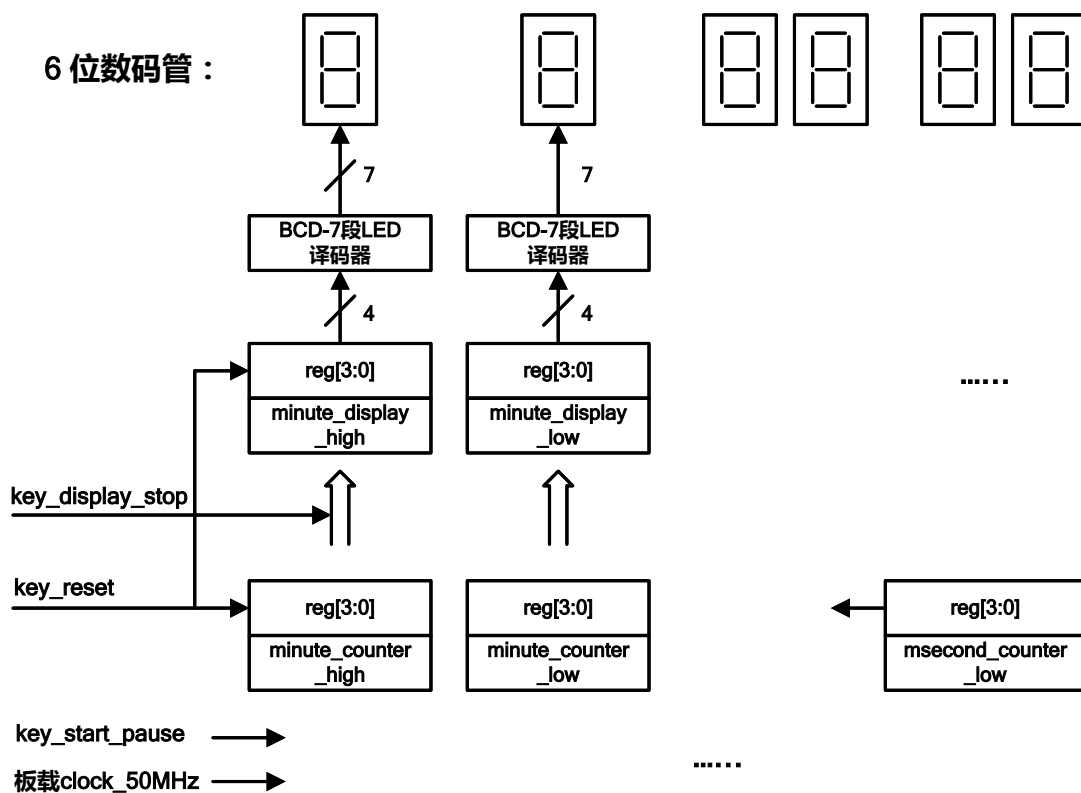 6 位数码管：
7
7
BCD-7段LED
译码器
BCD-7段LED
译码器
4
4
reg[3:0]
reg[3:0]
......
minute_display
_high
minute_display
_low
key_display_stop
key_reset
reg[3:0]
reg[3:0]
reg[3:0]
minute_counter
_high
minute_counter
_low
msecond_counter
_low
key_start_pause
......
板载clock_50MHz